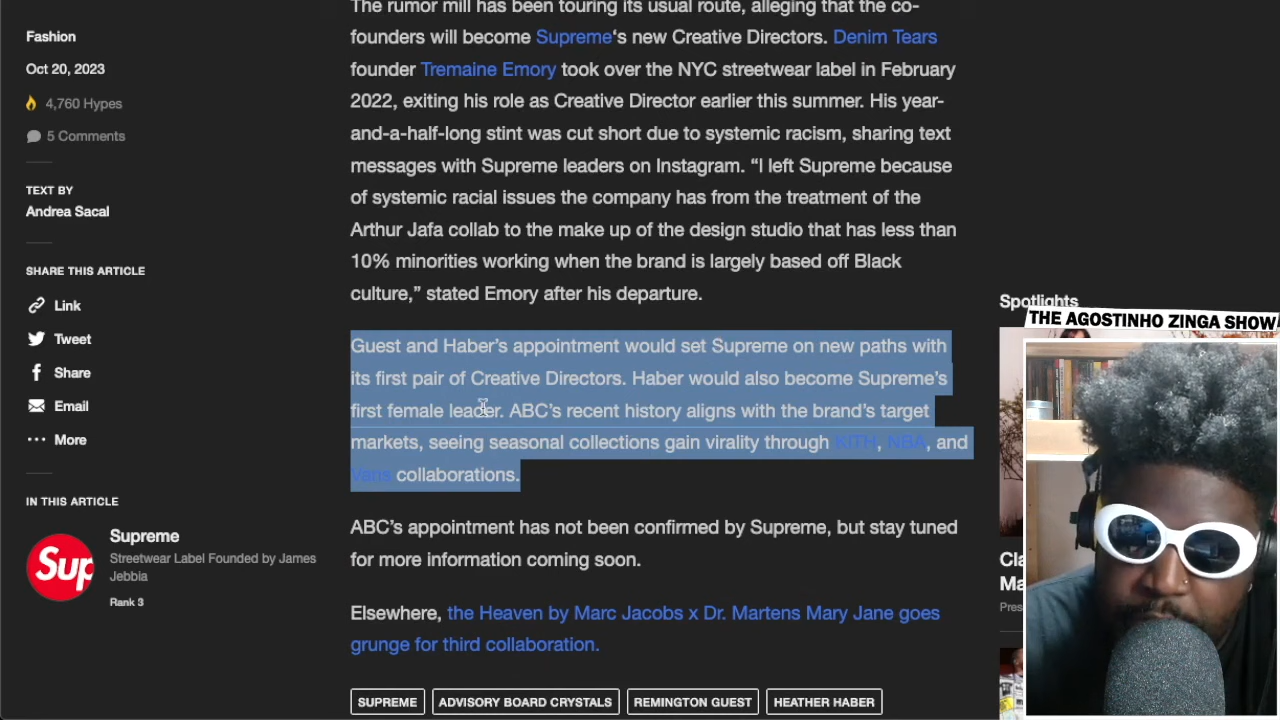 Fashion
Oct 20, 2023
4,760 Hypes
5 Comments
TEXT BY
Andrea Sacal
SHARE THIS ARTICLE
Link
Tweet
Share
Email
More
IN THIS ARTICLE
Sup
Supreme
Streetwear Label Founded by James
Jebbia
Rank 3
The rumor mill has been touring its usual route, alleging that the co-
founders will become Supreme‘s new Creative Directors. Denim Tears
founder Tremaine Emory took over the NYC streetwear label in February
2022, exiting his role as Creative Director earlier this summer. His year-
and-a-half-long stint was cut short due to systemic racism, sharing text
messages with Supreme leaders on Instagram. “I left Supreme because
of systemic racial issues the company has from the treatment of the
Arthur Jafa collab to the make up of the design studio that has less than
10% minorities working when the brand is largely based off Black
culture,” stated Emory after his departure.
Guest and Haber’s appointment would set Supreme on new paths with
its first pair of Creative Directors. Haber would also become Supreme’s
first female leader. ABC’s recent history aligns with the brand’s target
markets, seeing seasonal collections gain virality through KITH, NBA, and
Vans collaborations.
ABC’s appointment has not been confirmed by Supreme, but stay tuned
for more information coming soon.
Elsewhere, the Heaven by Marc Jacobs x Dr. Martens Mary Jane goes
grunge for third collaboration.
SUPREME
ADVISORY BOARD CRYSTALS
REMINGTON GUEST
HEATHER HABER
Spotlights
THE AGOSTINHO ZINGA SHOW